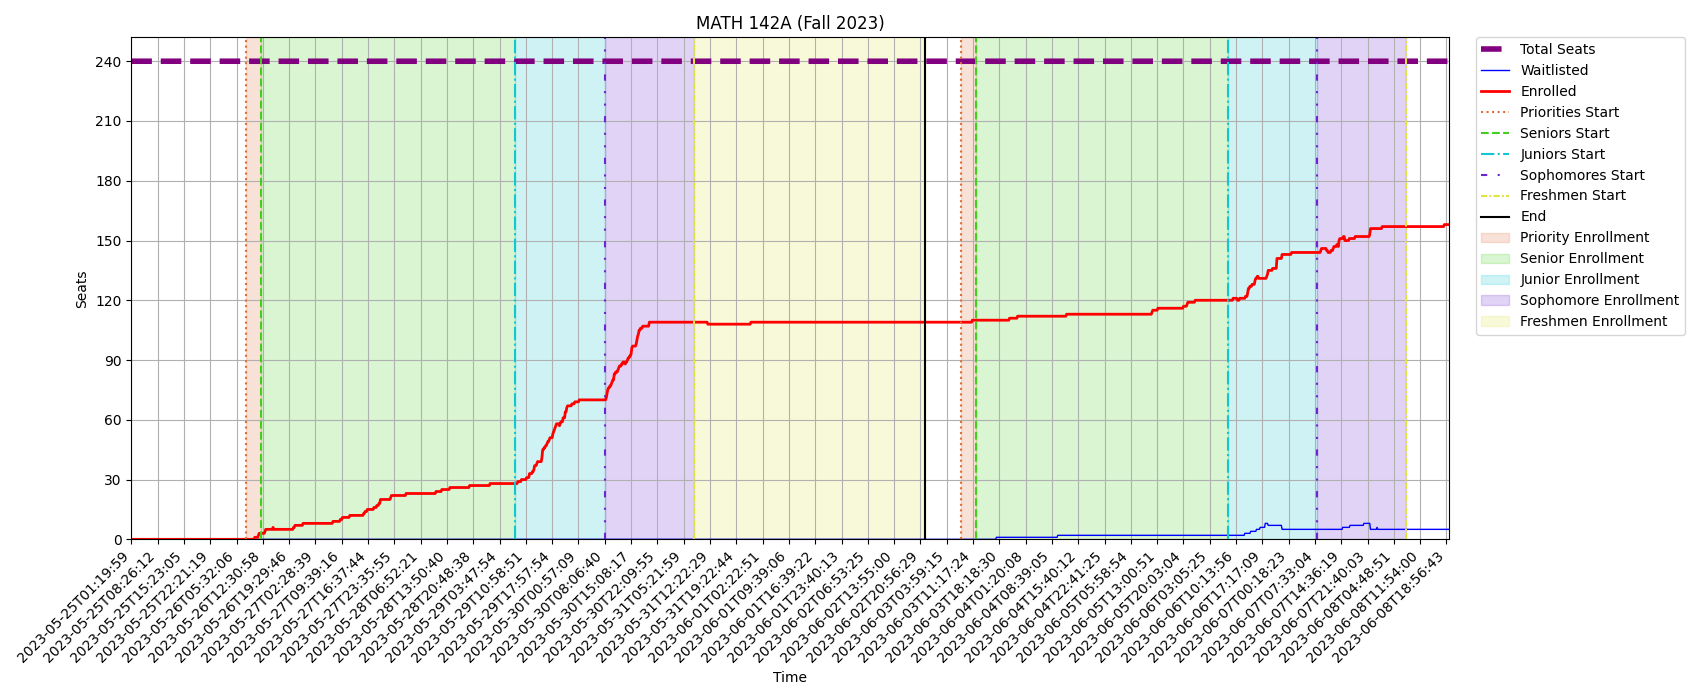 MATH 142A (Fall 2023)
Seats
240
210
180
150
120
90
60
30
0
2023-05-25T01:19:59
2023-05-25T08:26:12
2023-05-25T15:23:05
2023-05-25T22:21:19
2023-05-26T05:32:06
2023-05-26T12:30:58
2023-05-26T19:29:46
2023-05-27T02:28:39
2023-05-27T09:39:16
2023-05-27T16:37:44
2023-05-27T23:35:55
2023-05-28T06:52:21
2023-05-28T13:50:40
2023-05-28T20:48:38
2023-05-29T03:47:54
2023-05-29T10:58:51
2023-05-29T17:57:54
2023-05-30T00:57:09
2023-05-30T08:06:40
2023-05-30T15:08:17
2023-05-30T22:09:55
2023-05-31T05:21:59
2023-05-31T12:22:29
2023-05-31T19:22:44
2023-06-01T02:22:51
2023-06-01T09:39:06
2023-06-01T16:39:22
2023-06-01T23:40:13
2023-06-02T06:53:25
2023-06-02T13:55:00
2023-06-02T20:56:29
2023-06-03T03:59:15
2023-06-03T11:17:24
2023-06-03T18:18:30
2023-06-04T01:20:08
2023-06-04T08:39:05
2023-06-04T15:40:12
2023-06-04T22:41:25
2023-06-05T05:58:54
2023-06-05T13:00:51
2023-06-05T20:03:04
2023-06-06T03:05:25
2023-06-06T10:13:56
2023-06-06T17:17:09
2023-06-07T00:18:23
2023-06-07T07:33:04
2023-06-07T14:36:19
2023-06-07T21:40:03
2023-06-08T04:48:51
2023-06-08T11:54:00
2023-06-08T18:56:43
Time
Total Seats
Waitlisted
Enrolled
Priorities Start
Seniors Start
Juniors Start
Sophomores Start
Freshmen Start
End
Priority Enrollment
Senior Enrollment
Junior Enrollment
Sophomore Enrollment
Freshmen Enrollment